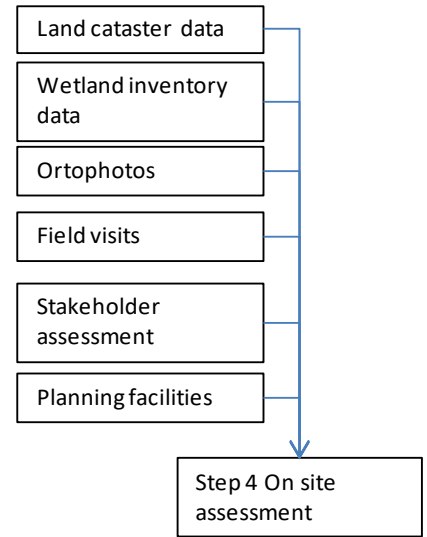 Land cataster data
Wetland inventory
data
Ortophotos
Field visits
Stakeholder
assessment
Planning facilities
Step 4 On site
assessment